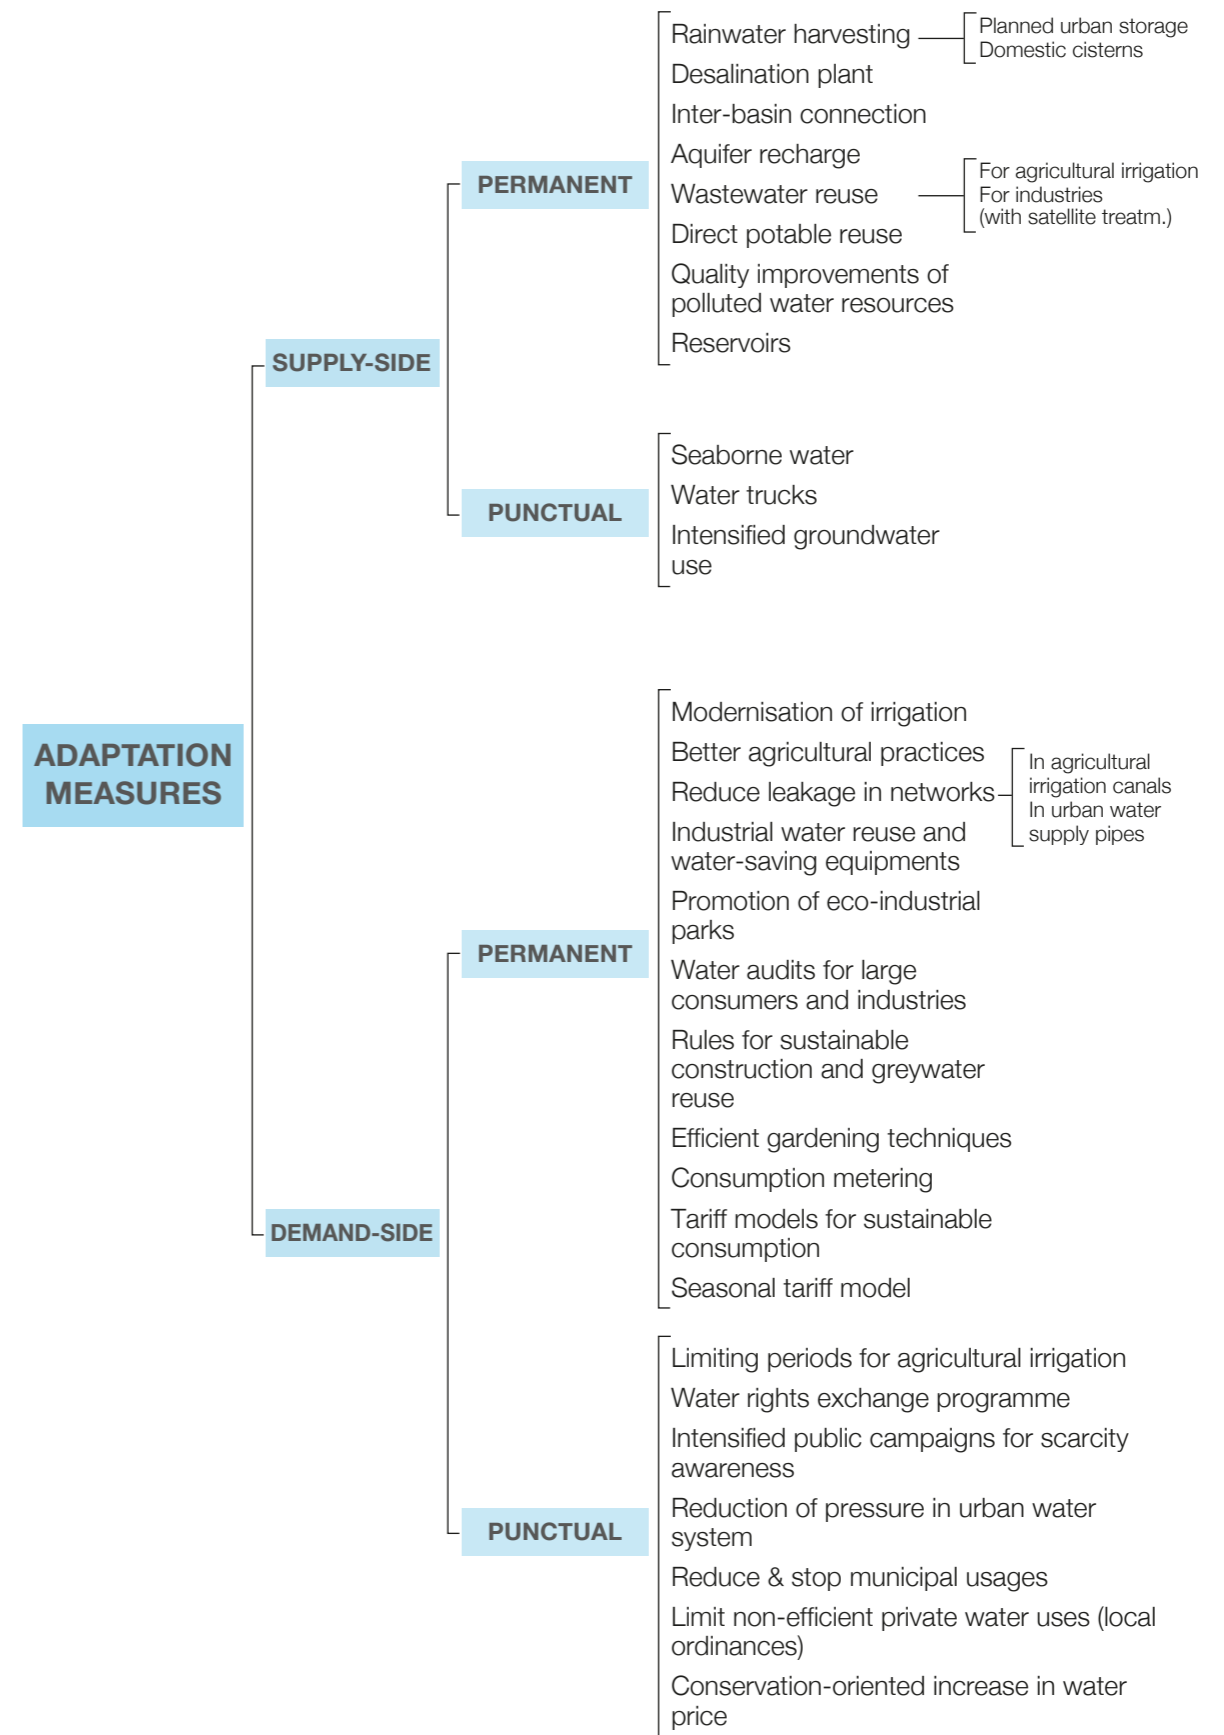 ADAPTATION
MEASURES
SUPPLY-SIDE
PERMANENT
Rainwater harvesting
Planned urban storage
Domestic cisterns
Desalination plant
Inter-basin connection
Aquifer recharge
Wastewater reuse
For agricultural irrigation
For industries
(with satellite treatm.)
Direct potable reuse
Quality improvements of
polluted water resources
Reservoirs
PUNCTUAL
Seaborne water
Water trucks
Intensified groundwater
use
DEMAND-SIDE
PERMANENT
Modernisation of irrigation
Better agricultural practices
Reduce leakage in networks
In agricultural
irrigation canals
In urban water
supply pipes
Industrial water reuse and
water-saving equipments
Promotion of eco-industrial
parks
Water audits for large
consumers and industries
Rules for sustainable
construction and greywater
reuse
Efficient gardening techniques
Consumption metering
Tariff models for sustainable
consumption
Seasonal tariff model
PUNCTUAL
Limiting periods for agricultural irrigation
Water rights exchange programme
Intensified public campaigns for scarcity
awareness
Reduction of pressure in urban water
system
Reduce & stop municipal usages
Limit non-efficient private water uses (local
ordinances)
Conservation-oriented increase in water
price